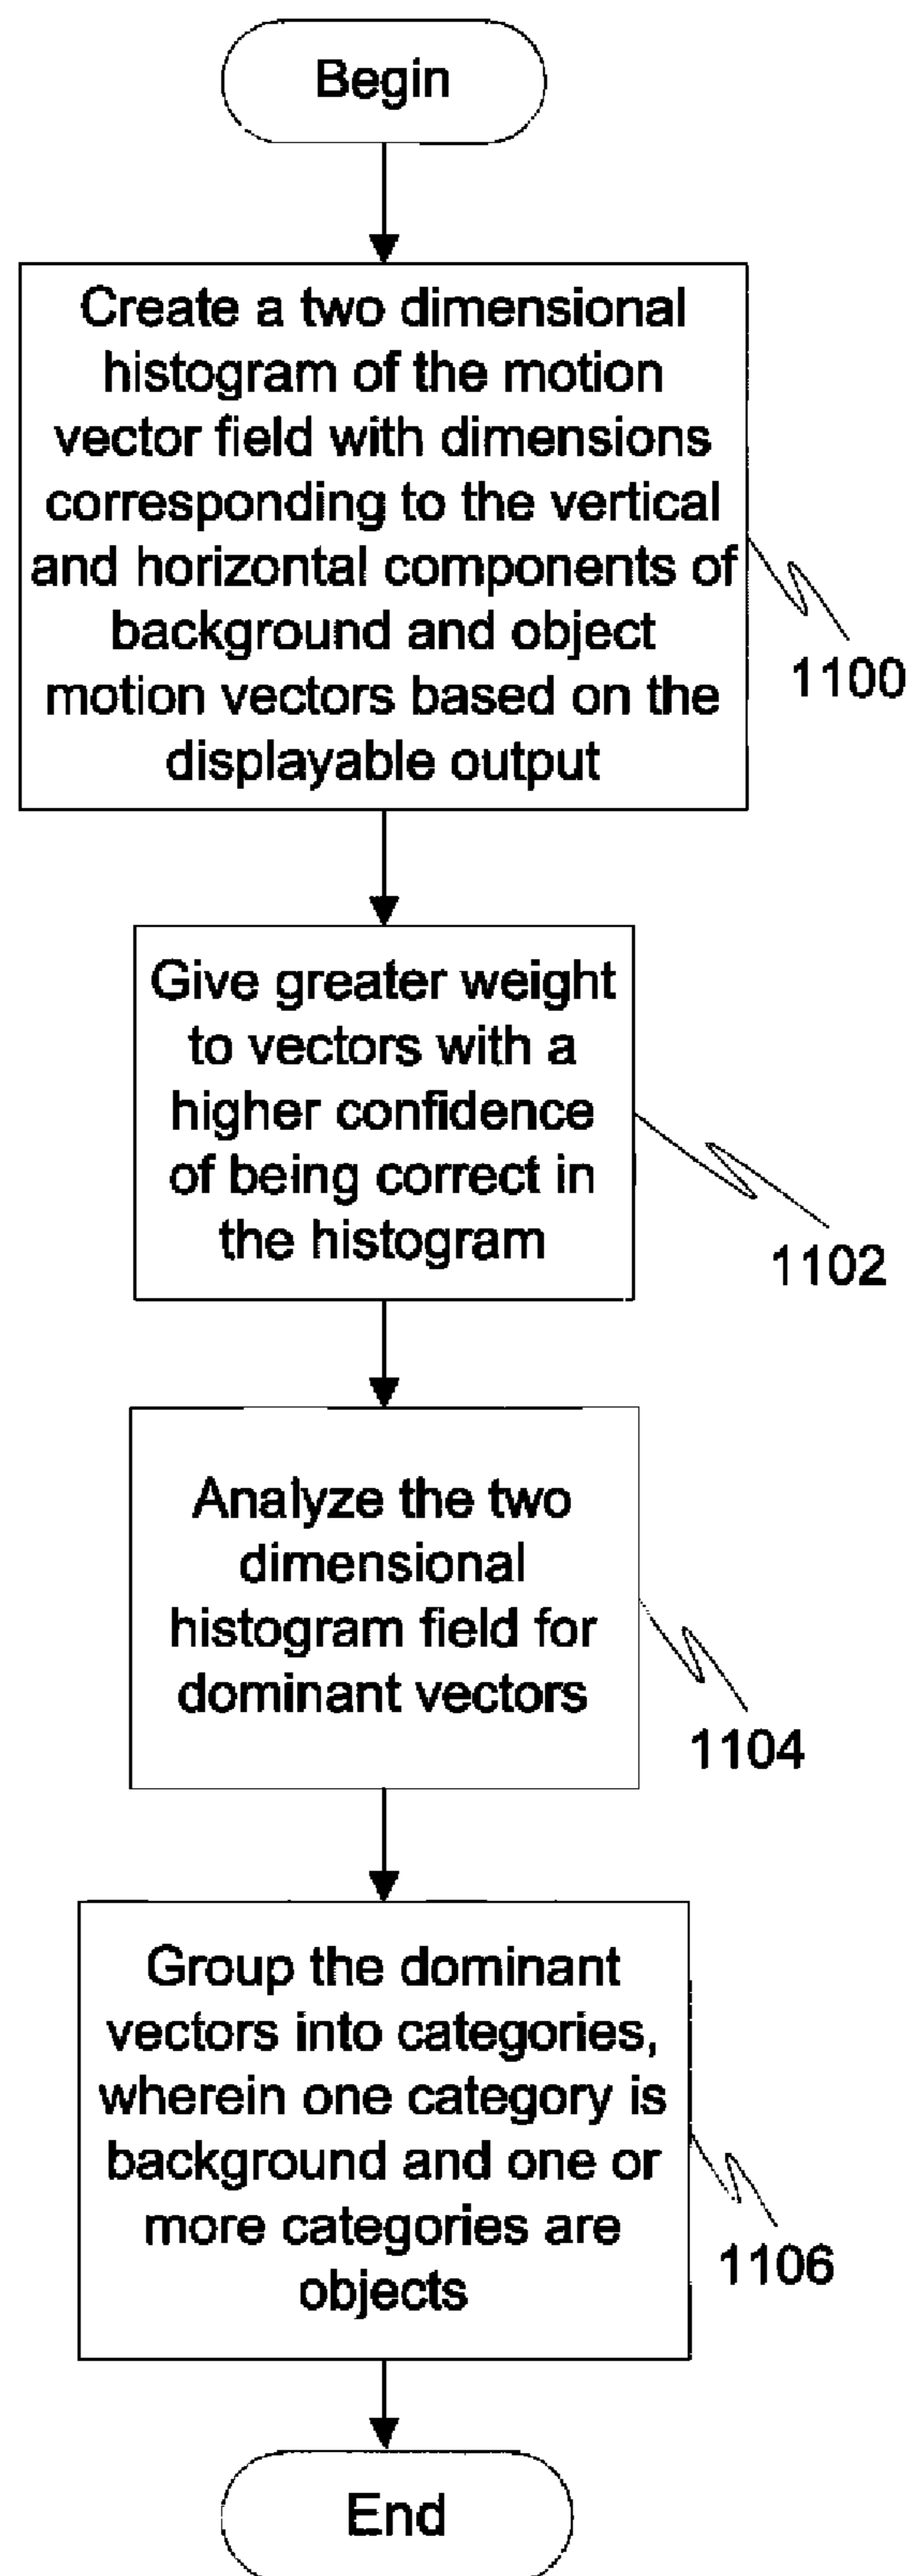 Begin
Create a two dimensional
histogram of the motion
vector field with dimensions
corresponding to the vertical
and horizontal components of
background and object
motion vectors based on the
displayable output
1100
Give greater weight
to vectors with a
higher confidence
of being correct in
the histogram
1102
Analyze the two
dimensional
histogram field for
dominant vectors
1104
Group the dominant
vectors into categories,
wherein one category is
background and one or
more categories are
objects
1106
End